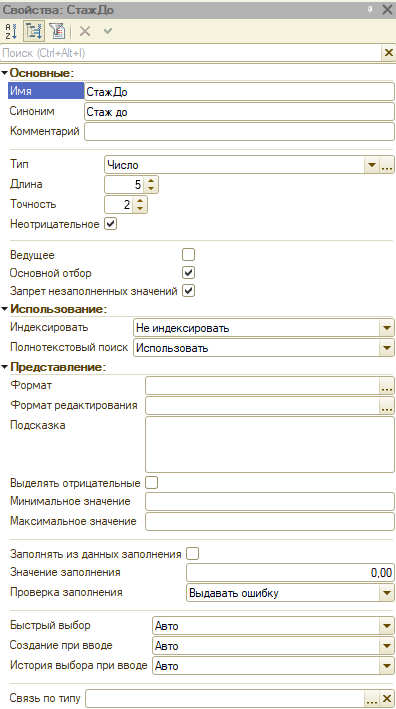 Свойства: СтажДо
Поиск (Ctrl+Alt+I)
Основные:
Имя СтажДо
Синоним Стаж до
Комментарий
Тип Число
Длина 5
Точность 2
Неотрицательное
Ведущее
Основной отбор
Запрет незаполненных значений
Использование:
Индексировать Не индексировать
Полнотекстовый поиск Использовать
Представление:
Формат
Формат редактирования
Подсказка
Выделять отрицательные
Минимальное значение
Максимальное значение
Заполнять из данных заполнения
Значение заполнения 0,00
Проверка заполнения Выдавать ошибку
Быстрый выбор Авто
Создание при вводе Авто
История выбора при вводе Авто
Связь по типу